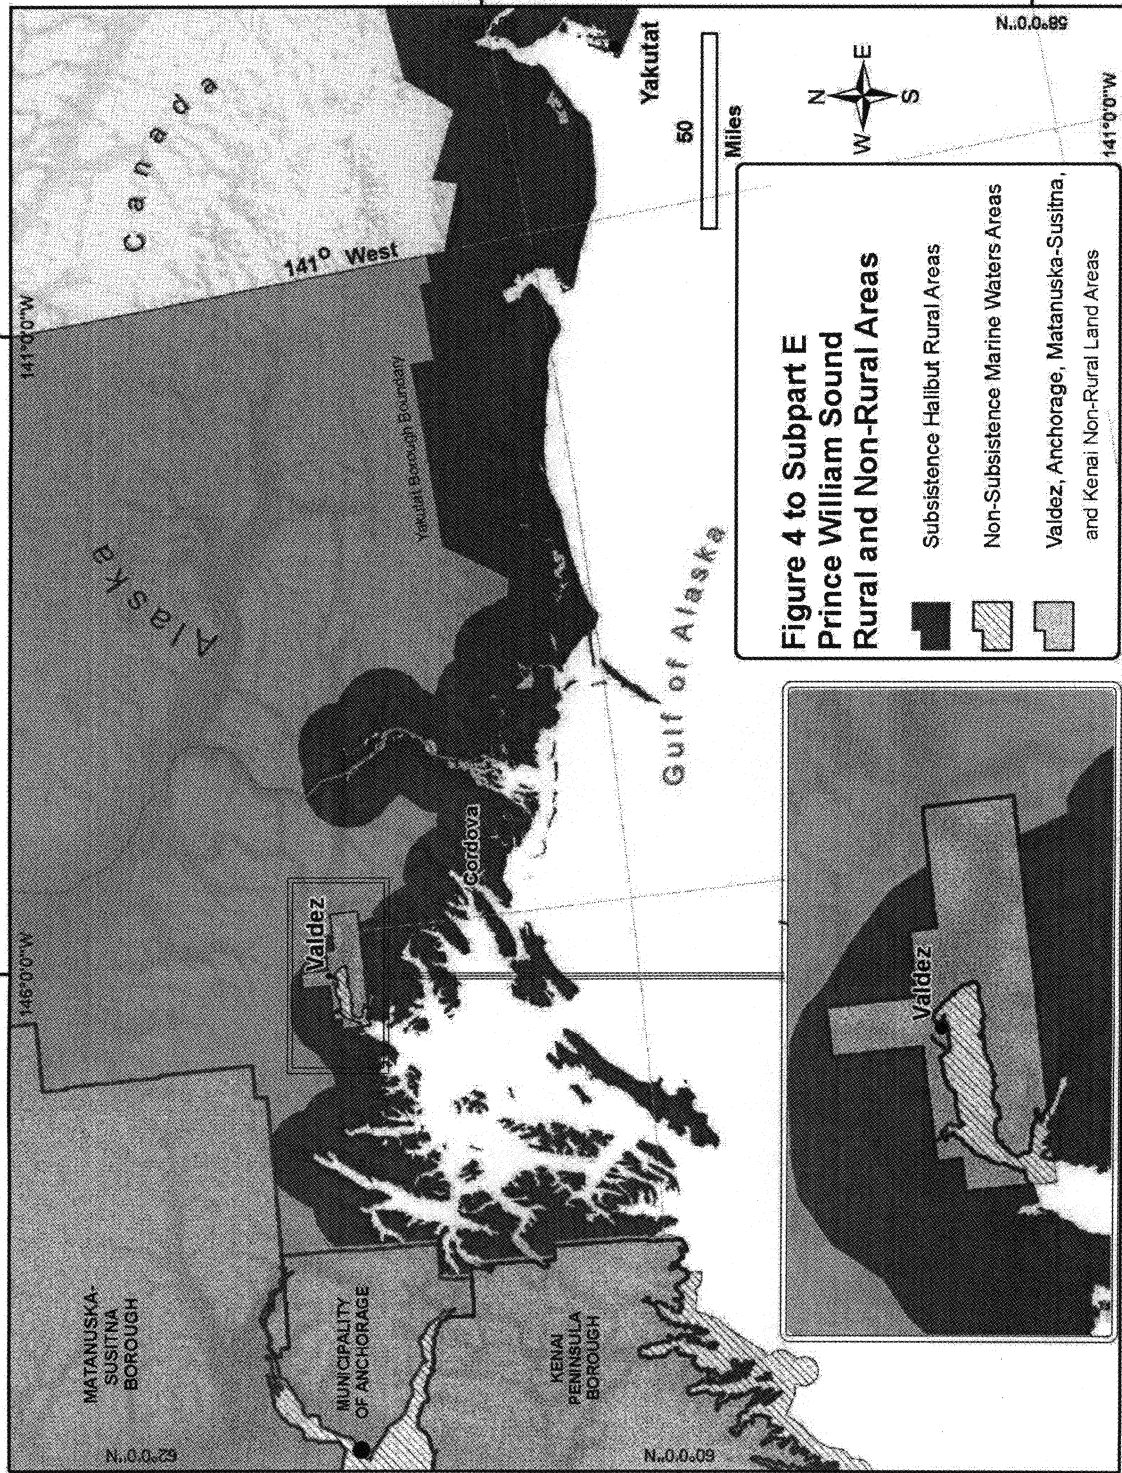 146°0'0"W
141°0'0"W
Canada
Alaska
141° West
MATANUSKA-
SUSITNA
BOROUGH
62°0'0"N
Valdez
Yakutat Borough Boundary
MUNICIPALITY
OF ANCHORAGE
Cordova
KENAI
PENINSULA
BOROUGH
60°0'0"N
Gulf of Alaska
Yakutat
50
Miles
N
W
E
S
58°0'0"N
141°0'0"W
Valdez
Figure 4 to Subpart E
Prince William Sound
Rural and Non-Rural Areas
Subsistence Halibut Rural Areas
Non-Subsistence Marine Waters Areas
Valdez, Anchorage, Matanuska-Susitna,
and Kenai Non-Rural Land Areas